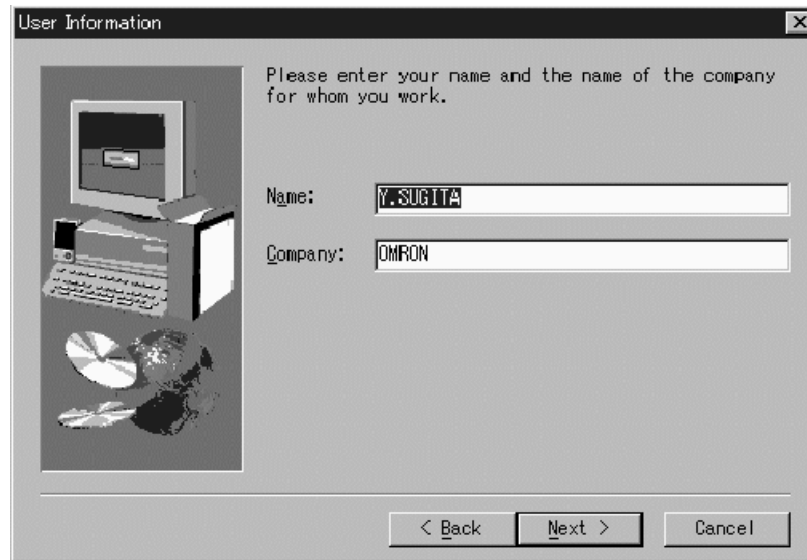 User Information
Please enter your name and the name of the company
for whom you work.
Name:
Y.SUGITA
Company:
OMRON
< Back
Next >
Cancel